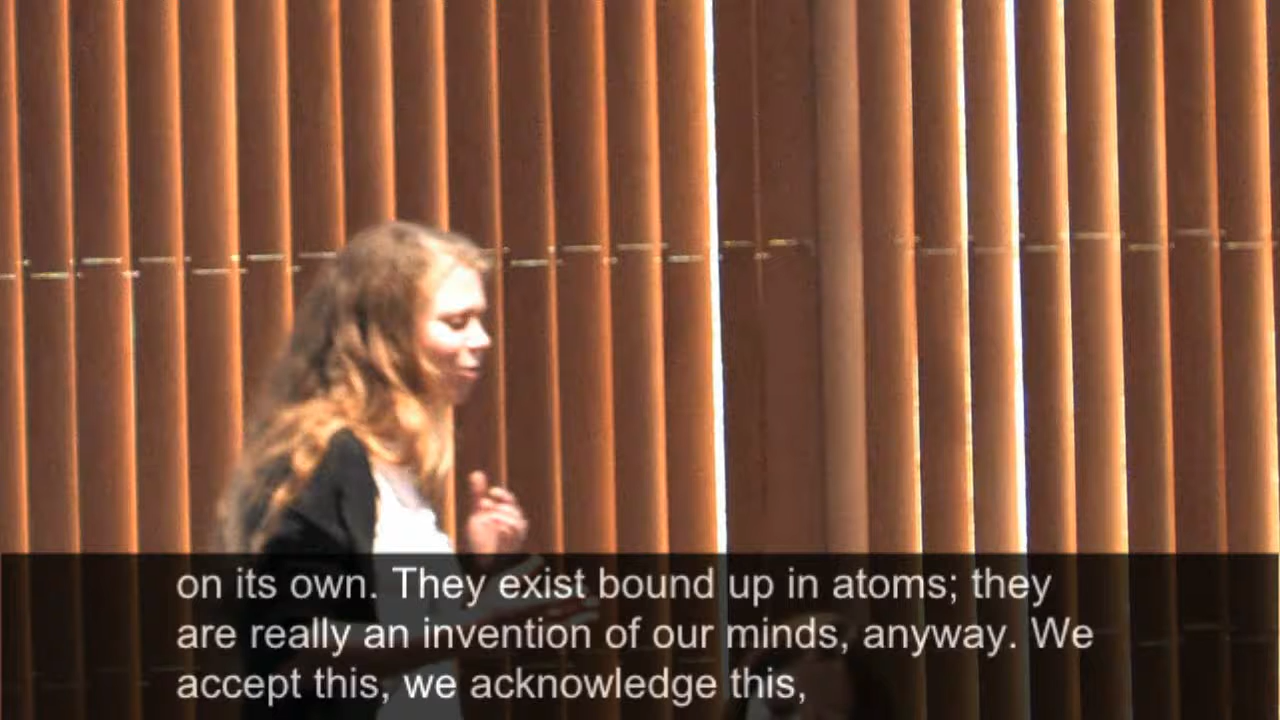 on its own. They exist bound up in atoms; they
are really an invention of our minds, anyway. We
accept this, we acknowledge this,